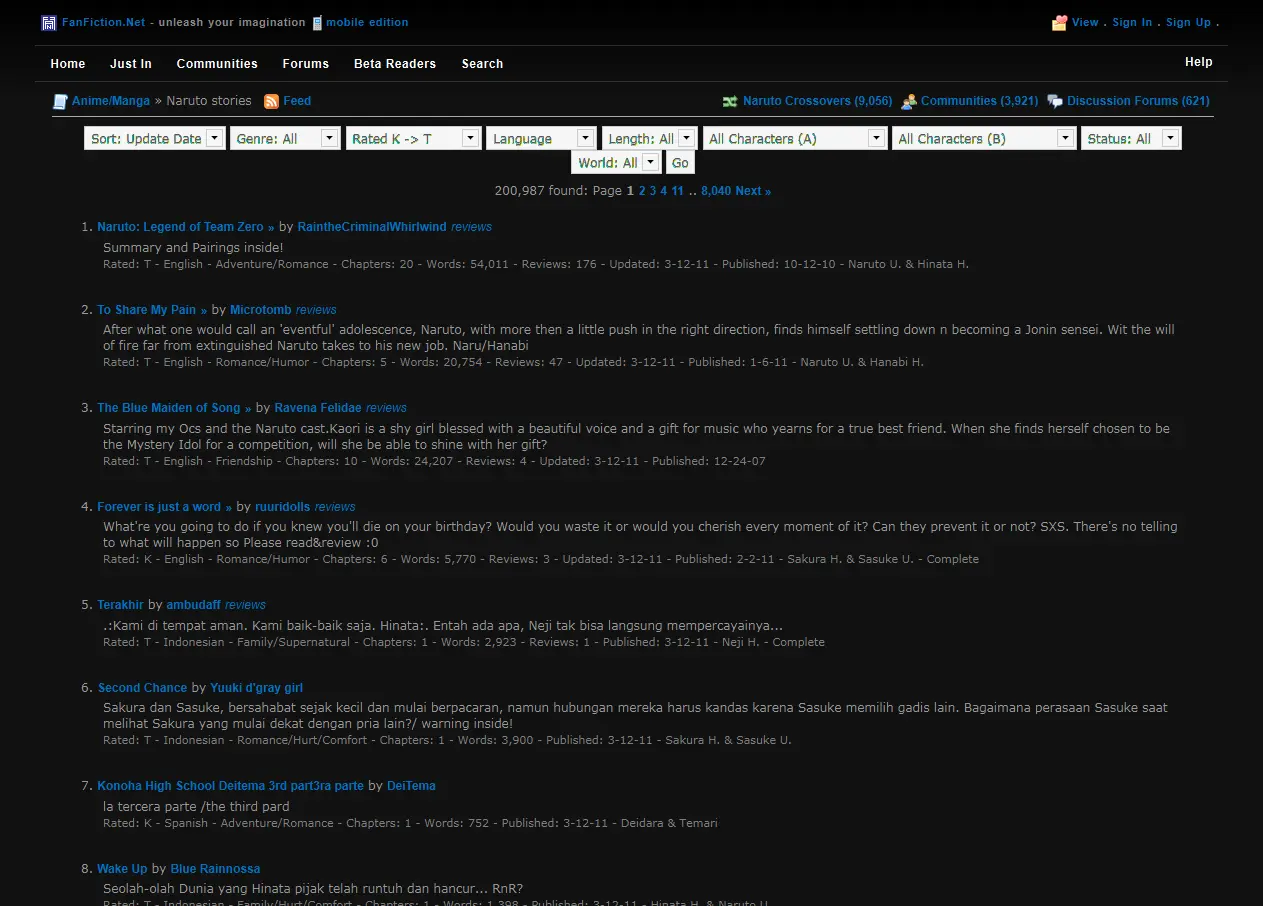 FanFiction.Net - unleash your imagination mobile edition View . Sign In . Sign Up .
Home Just In Communities Forums Beta Readers Search Help
Anime/Manga » Naruto stories Feed Naruto Crossovers (9,056) Communities (3,921) Discussion Forums (621)
Sort: Update Date Genre: All Rated K -> T Language Length: All All Characters (A) All Characters (B) Status: All
World: All Go
200,987 found: Page 1 2 3 4 11 .. 8,040 Next »
1. Naruto: Legend of Team Zero » by RaintheCriminalWhirlwind reviews
Summary and Pairings inside!
Rated: T - English - Adventure/Romance - Chapters: 20 - Words: 54,011 - Reviews: 176 - Updated: 3-12-11 - Published: 10-12-10 - Naruto U. & Hinata H.
2. To Share My Pain » by Microtomb reviews
After what one would call an 'eventful' adolescence, Naruto, with more then a little push in the right direction, finds himself settling down n becoming a Jonin sensei. Wit the will
of fire far from extinguished Naruto takes to his new job. Naru/Hanabi
Rated: T - English - Romance/Humor - Chapters: 5 - Words: 20,754 - Reviews: 47 - Updated: 3-12-11 - Published: 1-6-11 - Naruto U. & Hanabi H.
3. The Blue Maiden of Song » by Ravena Felidae reviews
Starring my Ocs and the Naruto cast.Kaori is a shy girl blessed with a beautiful voice and a gift for music who yearns for a true best friend. When she finds herself chosen to be
the Mystery Idol for a competition, will she be able to shine with her gift?
Rated: T - English - Friendship - Chapters: 10 - Words: 24,207 - Reviews: 4 - Updated: 3-12-11 - Published: 12-24-07
4. Forever is just a word » by ruuridolls reviews
What're you going to do if you knew you'll die on your birthday? Would you waste it or would you cherish every moment of it? Can they prevent it or not? SXS. There's no telling
to what will happen so Please read&review :0
Rated: K - English - Romance/Humor - Chapters: 6 - Words: 5,770 - Reviews: 3 - Updated: 3-12-11 - Published: 2-2-11 - Sakura H. & Sasuke U. - Complete
5. Terakhir by ambudaff reviews
.:Kami di tempat aman. Kami baik-baik saja. Hinata:. Entah ada apa, Neji tak bisa langsung mempercayainya...
Rated: T - Indonesian - Family/Supernatural - Chapters: 1 - Words: 2,923 - Reviews: 1 - Published: 3-12-11 - Neji H. - Complete
6. Second Chance by Yuuki d'gray girl
Sakura dan Sasuke, bersahabat sejak kecil dan mulai berpacaran, namun hubungan mereka harus kandas karena Sasuke memilih gadis lain. Bagaimana perasaan Sasuke saat
melihat Sakura yang mulai dekat dengan pria lain?/ warning inside!
Rated: T - Indonesian - Romance/Hurt/Comfort - Chapters: 1 - Words: 3,900 - Published: 3-12-11 - Sakura H. & Sasuke U.
7. Konoha High School Deitema 3rd part3ra parte by DeiTema
la tercera parte /the third pard
Rated: K - Spanish - Adventure/Romance - Chapters: 1 - Words: 752 - Published: 3-12-11 - Deidara & Temari
8. Wake Up by Blue Rainnossa
Seolah-olah Dunia yang Hinata pijak telah runtuh dan hancur... RnR?
Rated: T - Indonesian - Family/Hurt/Comfort - Chapters: 1 - Words: 1,398 - Published: 3-12-11 - Hinata H. & Naruto U.